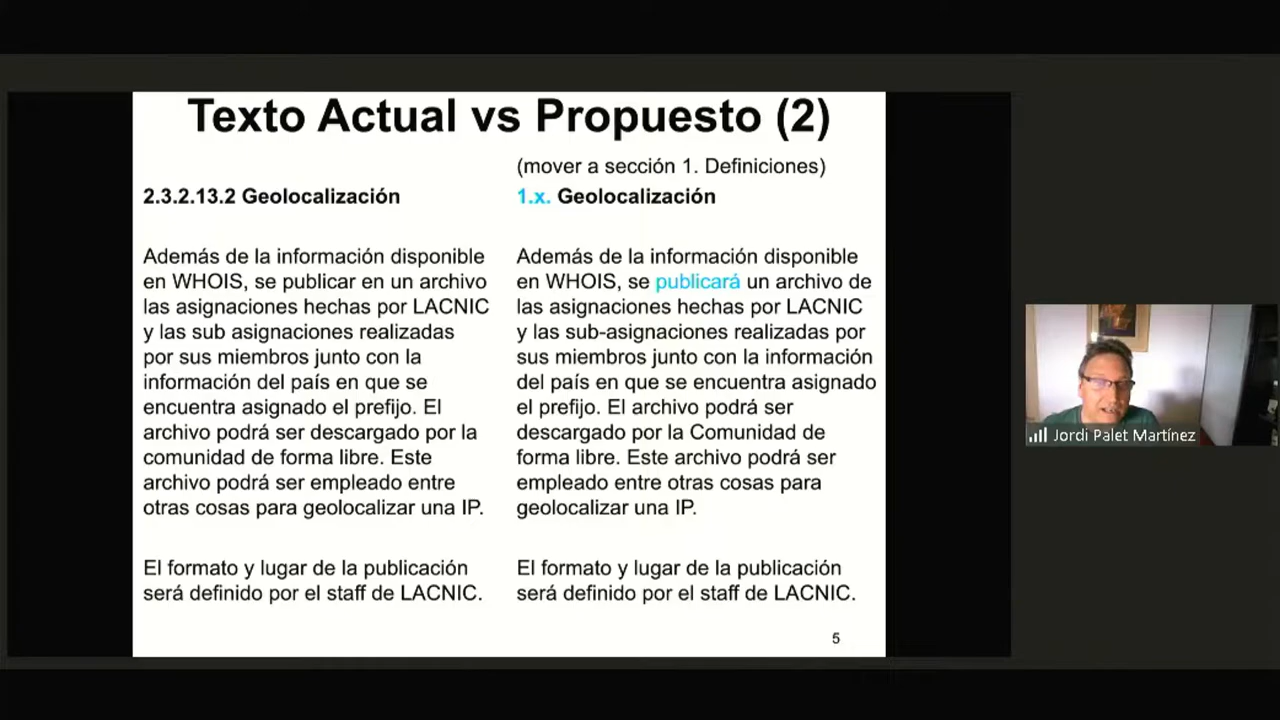 Texto Actual vs Propuesto (2)
2.3.2.13.2 Geolocalización
Además de la información disponible
en WHOIS, se publicar en un archivo
las asignaciones hechas por LACNIC
y las sub asignaciones realizadas
por sus miembros junto con la
información del país en que se
encuentra asignado el prefijo. El
archivo podrá ser descargado por la
comunidad de forma libre. Este
archivo podrá ser empleado entre
otras cosas para geolocalizar una IP.
El formato y lugar de la publicación
será definido por el staff de LACNIC.
(mover a sección 1. Definiciones)
1.x. Geolocalización
Además de la información disponible
en WHOIS, se publicará un archivo de
las asignaciones hechas por LACNIC
y las sub-asignaciones realizadas por
sus miembros junto con la información
del país en que se encuentra asignado
el prefijo. El archivo podrá ser
descargado por la Comunidad de
forma libre. Este archivo podrá ser
empleado entre otras cosas para
geolocalizar una IP.
El formato y lugar de la publicación
será definido por el staff de LACNIC.
5
Jordi Palet Martínez